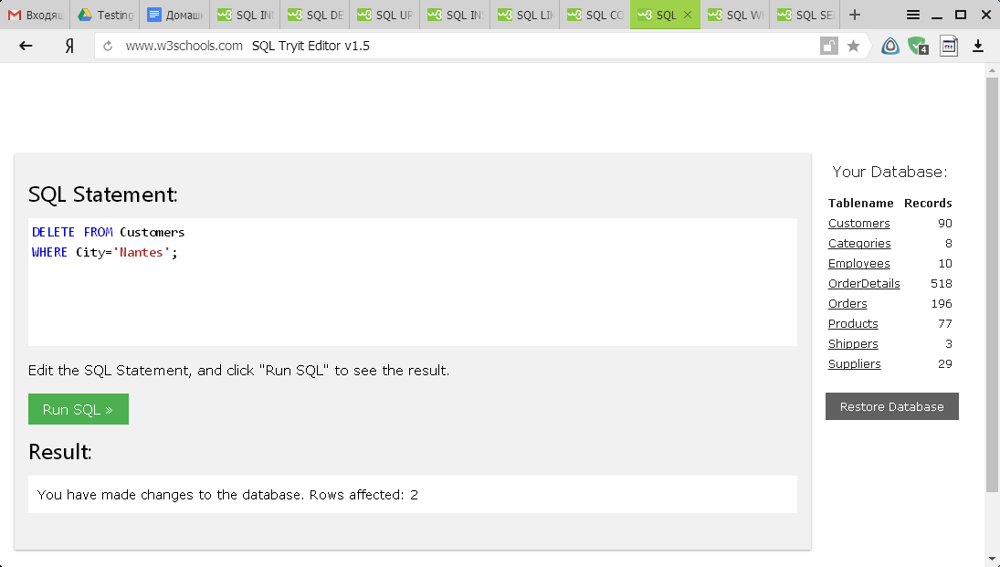 Входящ Testing Домашн SQL INN SQL DE SQL UP SQL INS SQL LIK SQL CO SQL SQL WH SQL SEL
Я www.w3schools.com SQL Tryit Editor v1.5 4
SQL Statement:
DELETE FROM Customers
WHERE City='Nantes';
Edit the SQL Statement, and click "Run SQL" to see the result.
Run SQL »
Result:
You have made changes to the database. Rows affected: 2
Your Database:
Tablename Records
Customers 90
Categories 8
Employees 10
OrderDetails 518
Orders 196
Products 77
Shippers 3
Suppliers 29
Restore Database